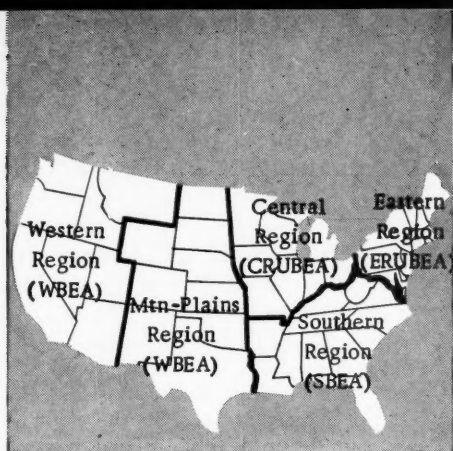 Western
Region
(WBEA)
Mtn-Plains
Region
(WBEA)
Central
Region
(CRUBEA)
Southern
Region
(SBEA)
Eastern
Region
(ERUBEA)